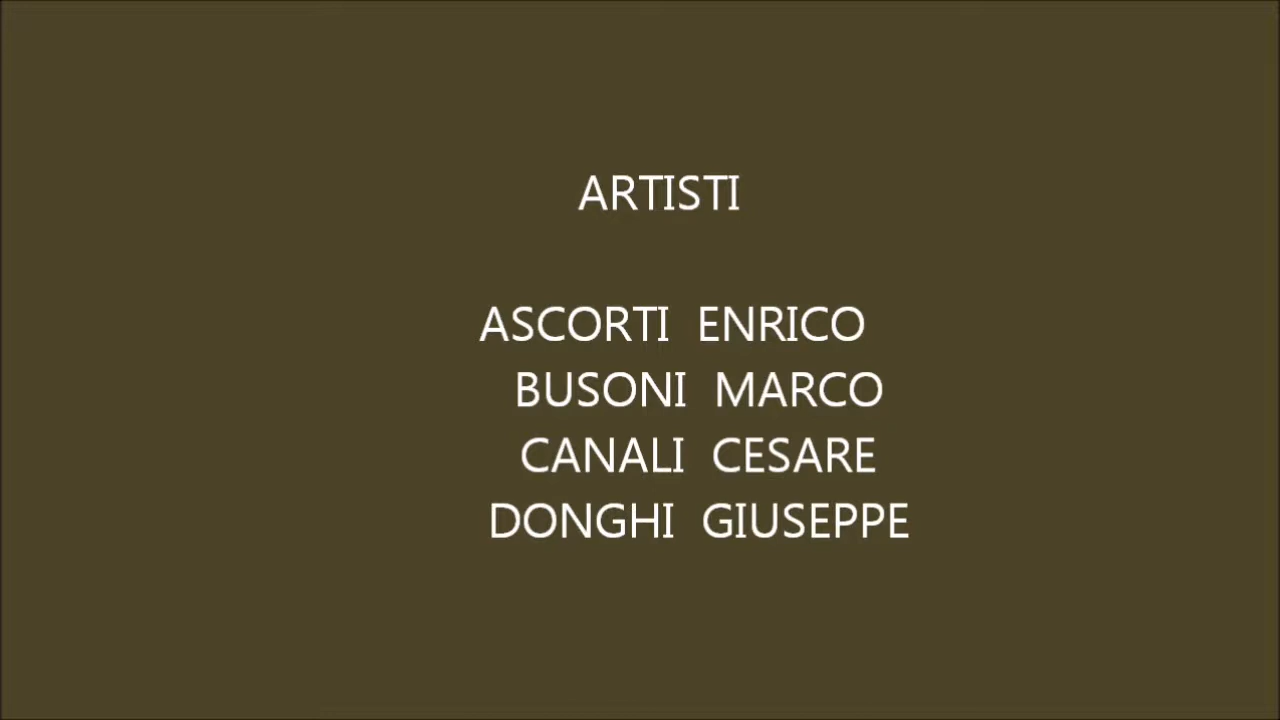 ARTISTI
ASCORTI ENRICO
BUSONI MARCO
CANALI CESARE
DONGHI GIUSEPPE